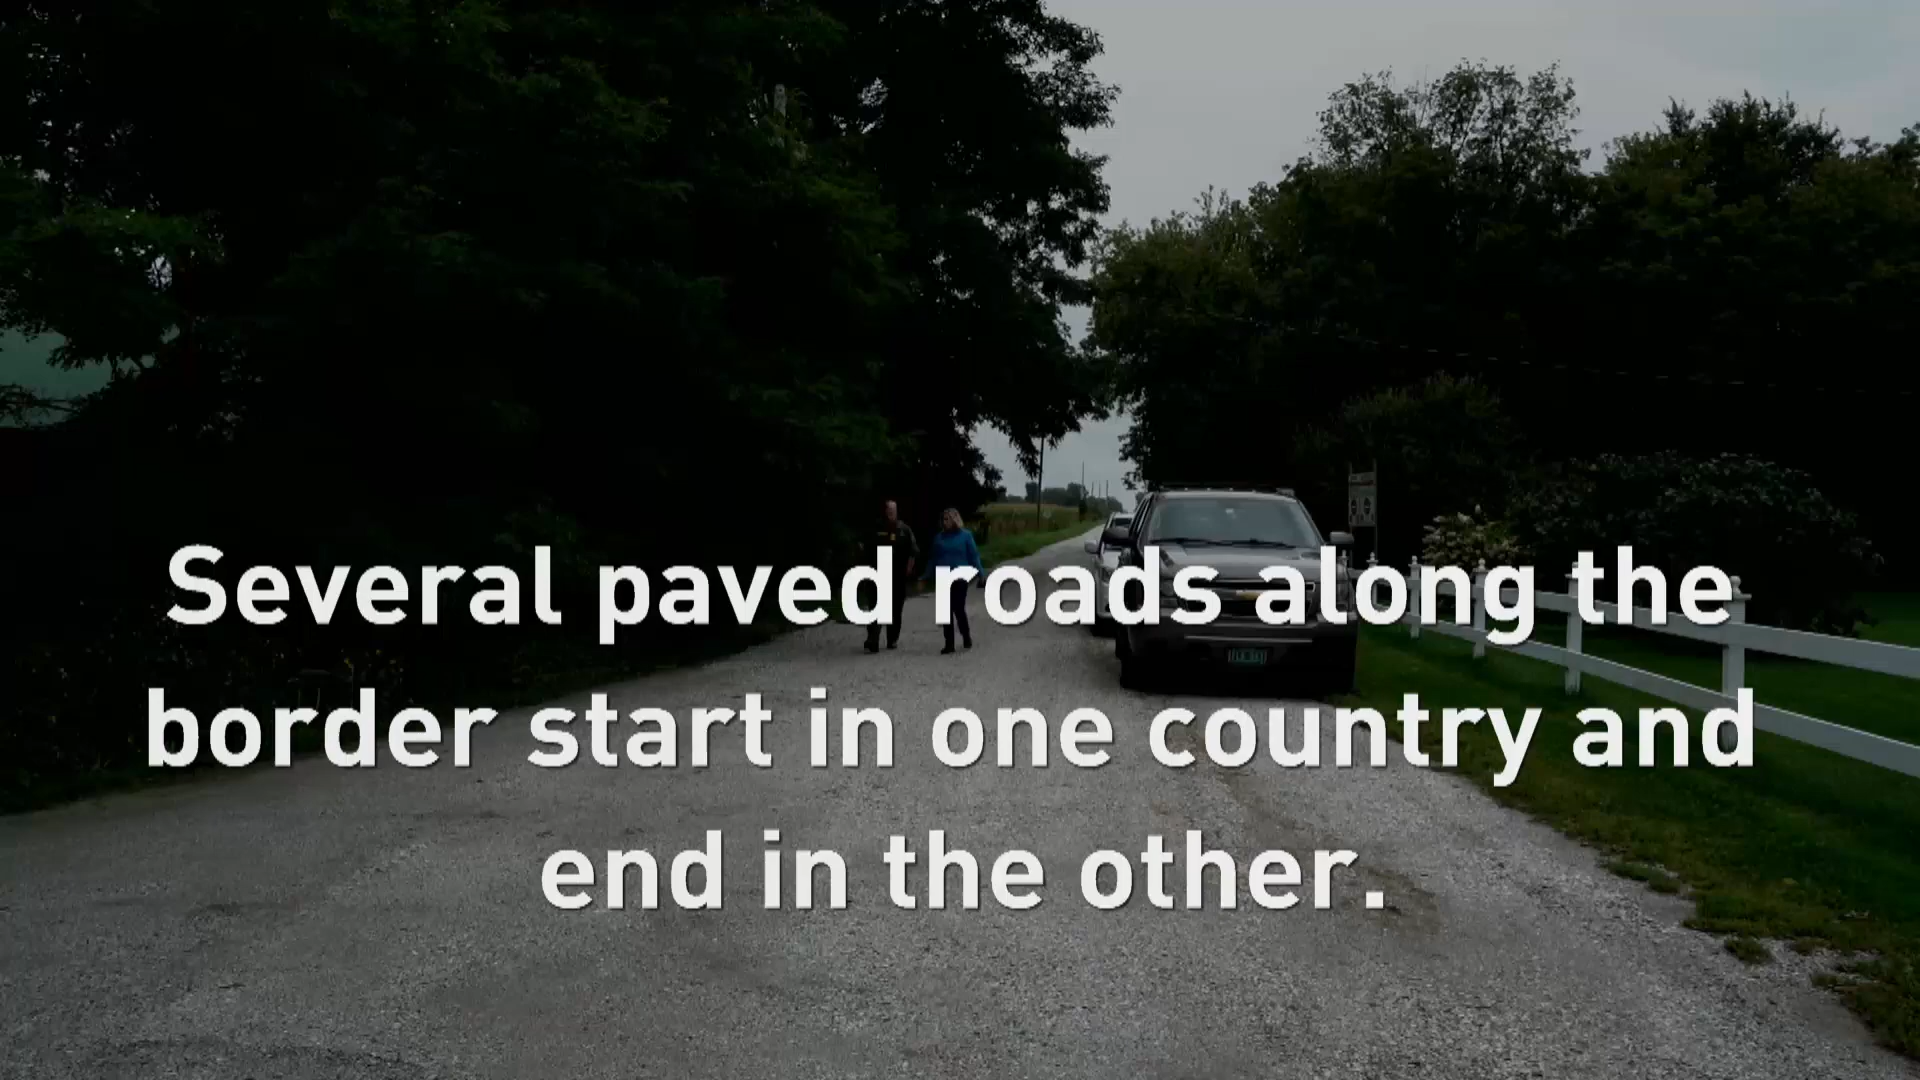 Several paved roads along the
border start in one country and
end in the other.